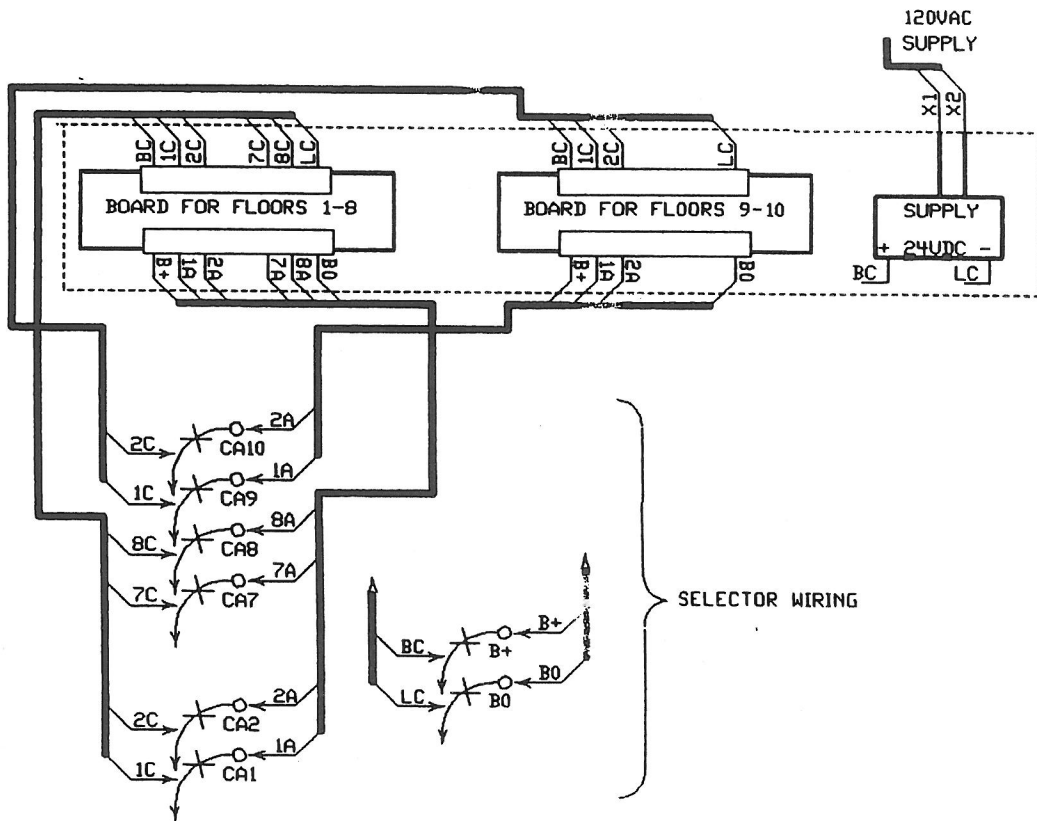 120VAC
SUPPLY
X1 X2
BC 1C 2C 7C 8C LC
BC 1C 2C LC
BOARD FOR FLOORS 1-8
BOARD FOR FLOORS 9-10
SUPPLY
+ 24VDC -
B+ 1A 2A 7A 8A B0
B+ 1A 2A B0
BC LC
2C CA10 2A
1C CA9 1A
8C CA8 8A
7C CA7 7A
SELECTOR WIRING
BC B+ B+
LC B0 B0
2C CA2 2A
1C CA1 1A